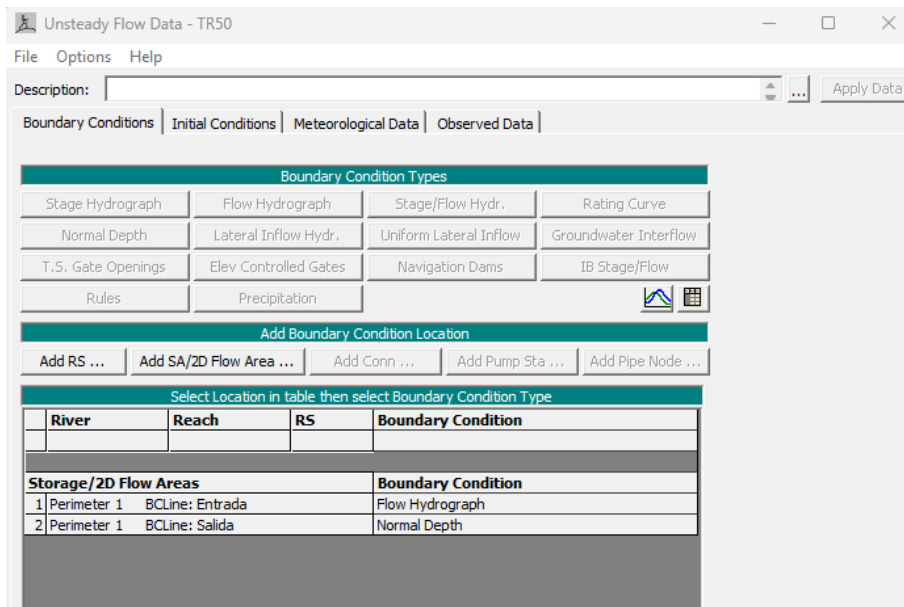 Unsteady Flow Data - TR50
File Options Help
Description: ... Apply Data
Boundary Conditions Initial Conditions Meteorological Data Observed Data
Boundary Condition Types
Stage Hydrograph Flow Hydrograph Stage/Flow Hydr. Rating Curve
Normal Depth Lateral Inflow Hydr. Uniform Lateral Inflow Groundwater Interflow
T.S. Gate Openings Elev Controlled Gates Navigation Dams IB Stage/Flow
Rules Precipitation
Add Boundary Condition Location
Add RS ... Add SA/2D Flow Area ... Add Conn ... Add Pump Sta ... Add Pipe Node ...
Select Location in table then select Boundary Condition Type
River Reach RS Boundary Condition
Storage/2D Flow Areas Boundary Condition
1 Perimeter 1 BCLine: Entrada Flow Hydrograph
2 Perimeter 1 BCLine: Salida Normal Depth